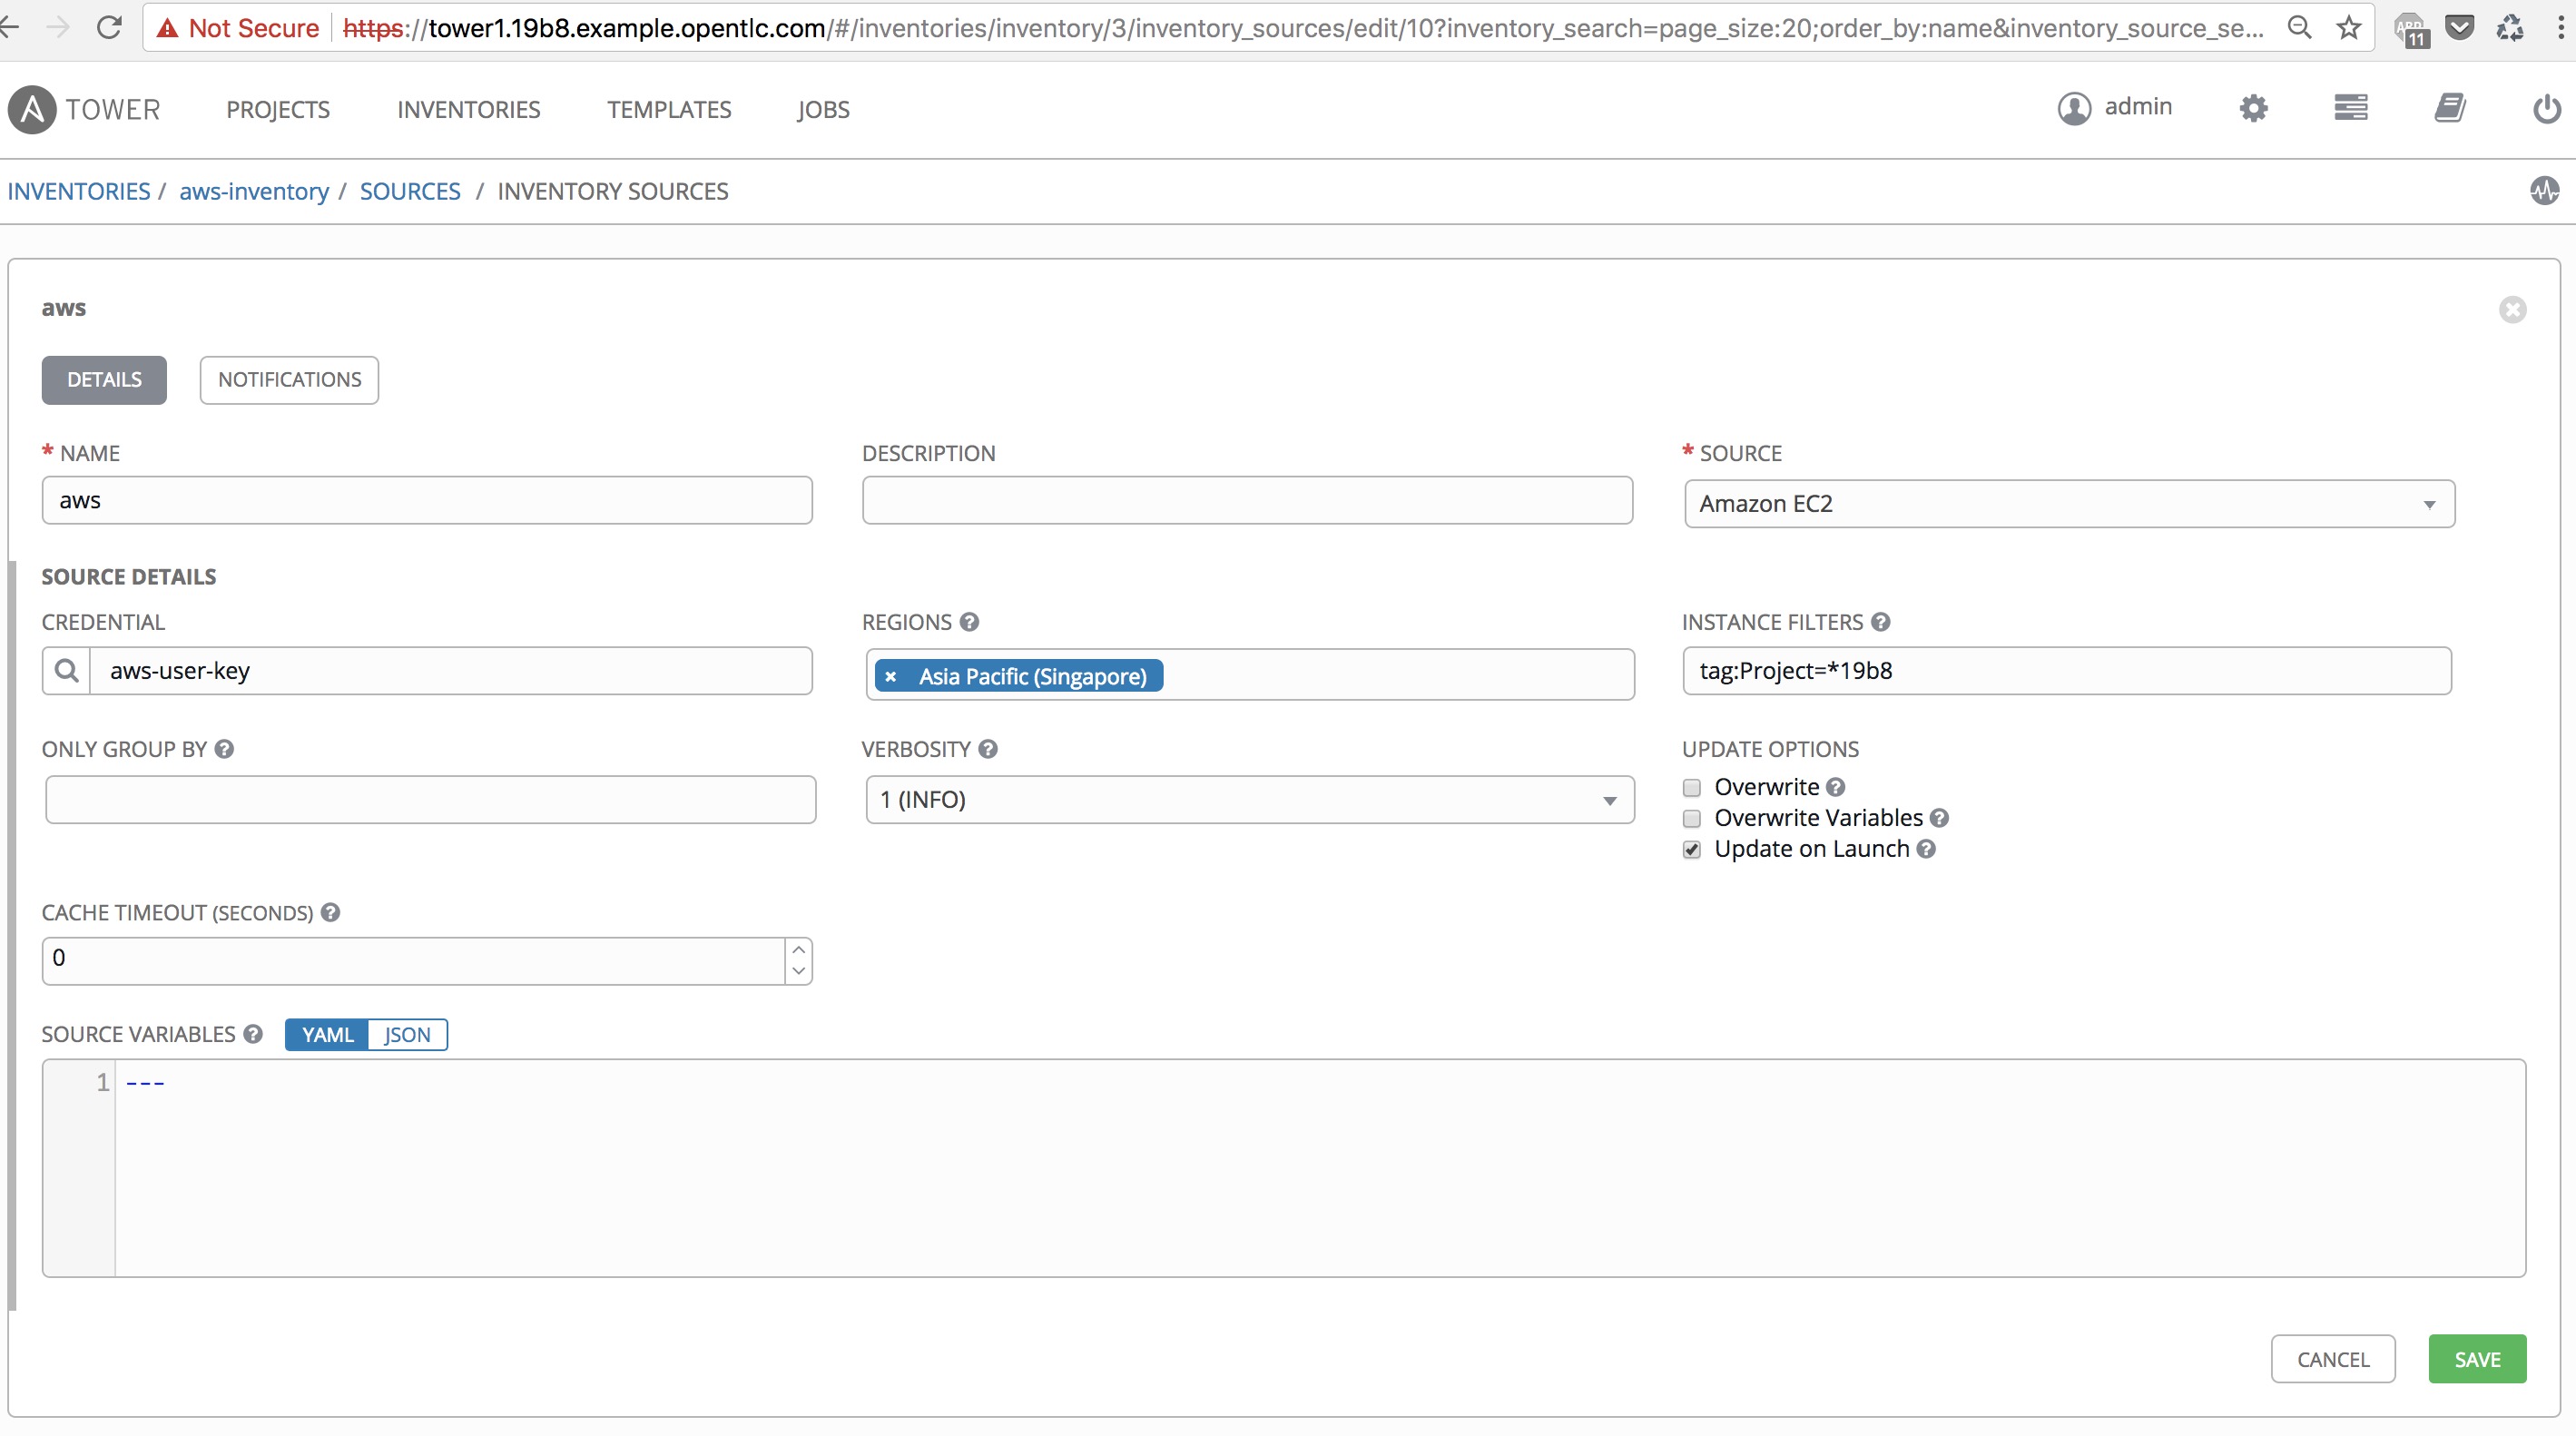 Not Secure | https://tower1.19b8.example.opentlc.com/#/inventories/inventory/3/inventory_sources/edit/10?inventory_search=page_size:20;order_by:name&inventory_source_se...
ABP 11
A TOWER PROJECTS INVENTORIES TEMPLATES JOBS admin
INVENTORIES / aws-inventory / SOURCES / INVENTORY SOURCES
aws
DETAILS NOTIFICATIONS
* NAME DESCRIPTION * SOURCE
aws Amazon EC2
SOURCE DETAILS
CREDENTIAL REGIONS ? INSTANCE FILTERS ?
aws-user-key × Asia Pacific (Singapore) tag:Project=*19b8
ONLY GROUP BY ? VERBOSITY ? UPDATE OPTIONS
1 (INFO)
Overwrite ?
Overwrite Variables ?
Update on Launch ?
CACHE TIMEOUT (SECONDS) ?
0
SOURCE VARIABLES ? YAML JSON
1 ---
CANCEL SAVE